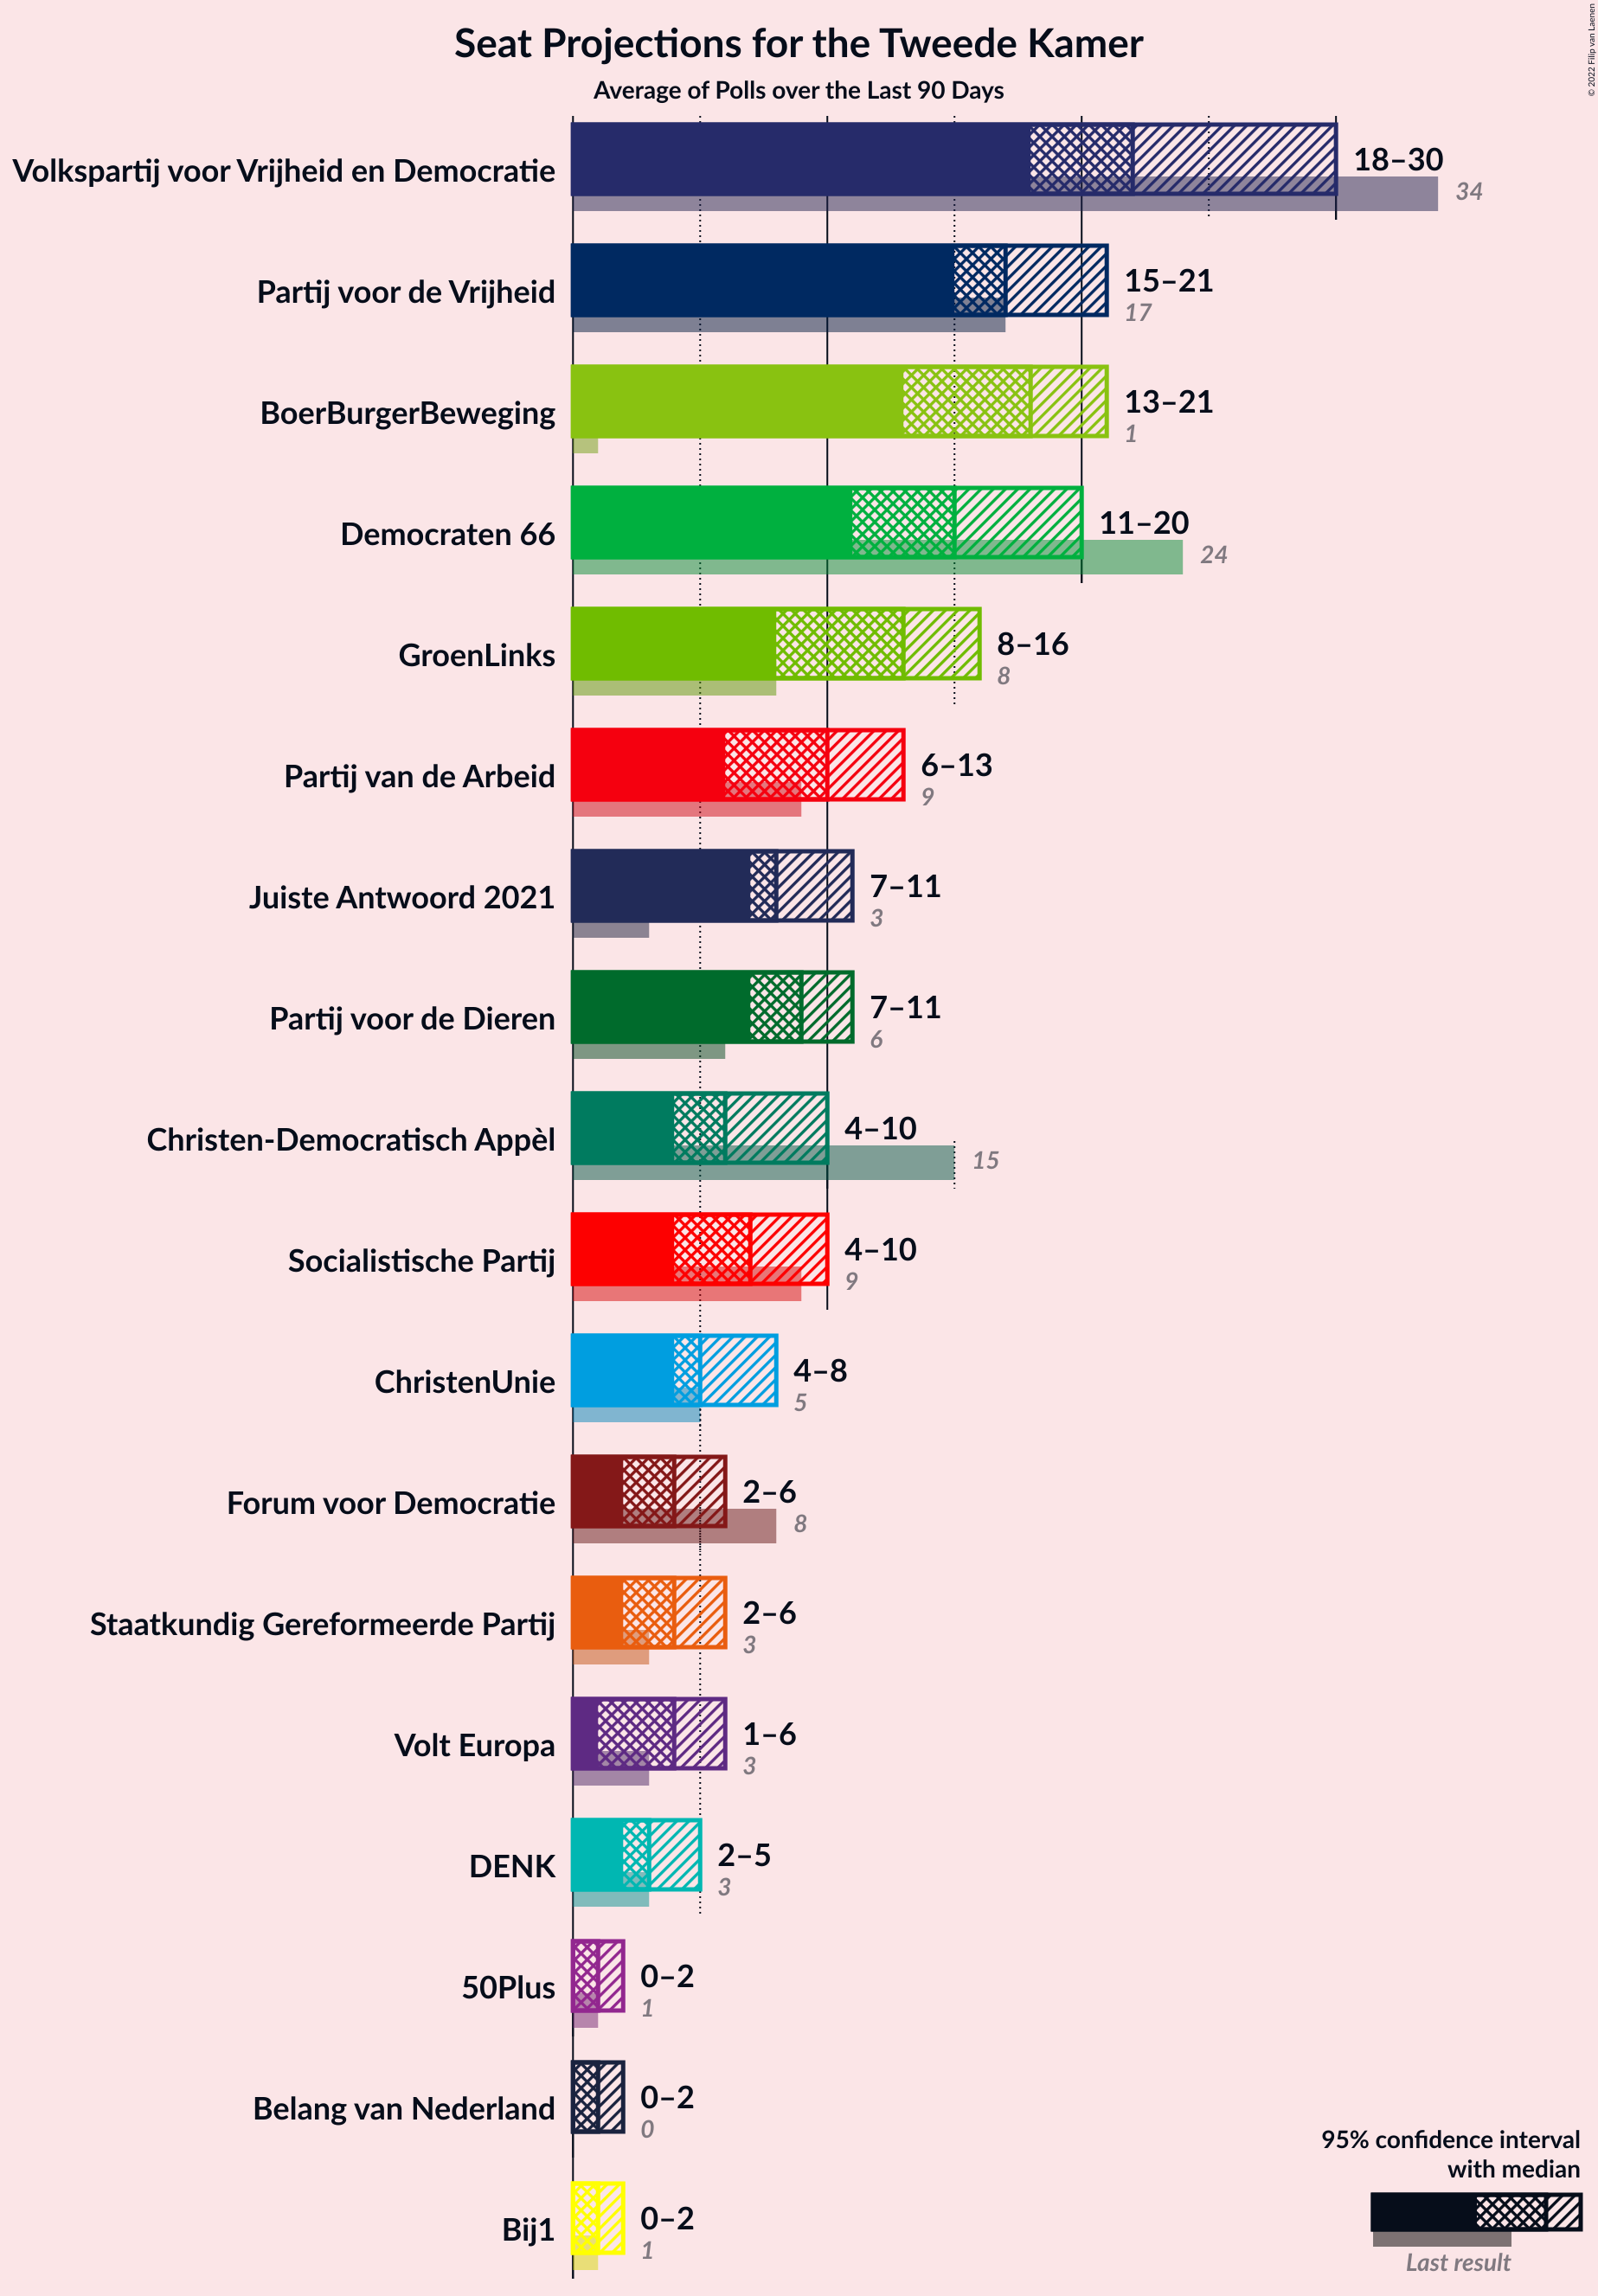 Seat Projections for the Tweede Kamer
Average of Polls over the Last 90 Days
© 2022 Filip van Laenen
Volkspartij voor Vrijheid en Democratie
18–30
34
Partij voor de Vrijheid
15–21
17
BoerBurgerBeweging
13–21
1
Democraten 66
11–20
24
GroenLinks
8–16
8
Partij van de Arbeid
6–13
9
Juiste Antwoord 2021
7–11
3
Partij voor de Dieren
7–11
6
Christen-Democratisch Appèl
4–10
15
Socialistische Partij
4–10
9
ChristenUnie
4–8
5
Forum voor Democratie
2–6
8
Staatkundig Gereformeerde Partij
2–6
3
Volt Europa
1–6
3
DENK
2–5
3
50Plus
0–2
1
Belang van Nederland
0–2
0
Bij1
0–2
1
95% confidence interval
with median
Last result